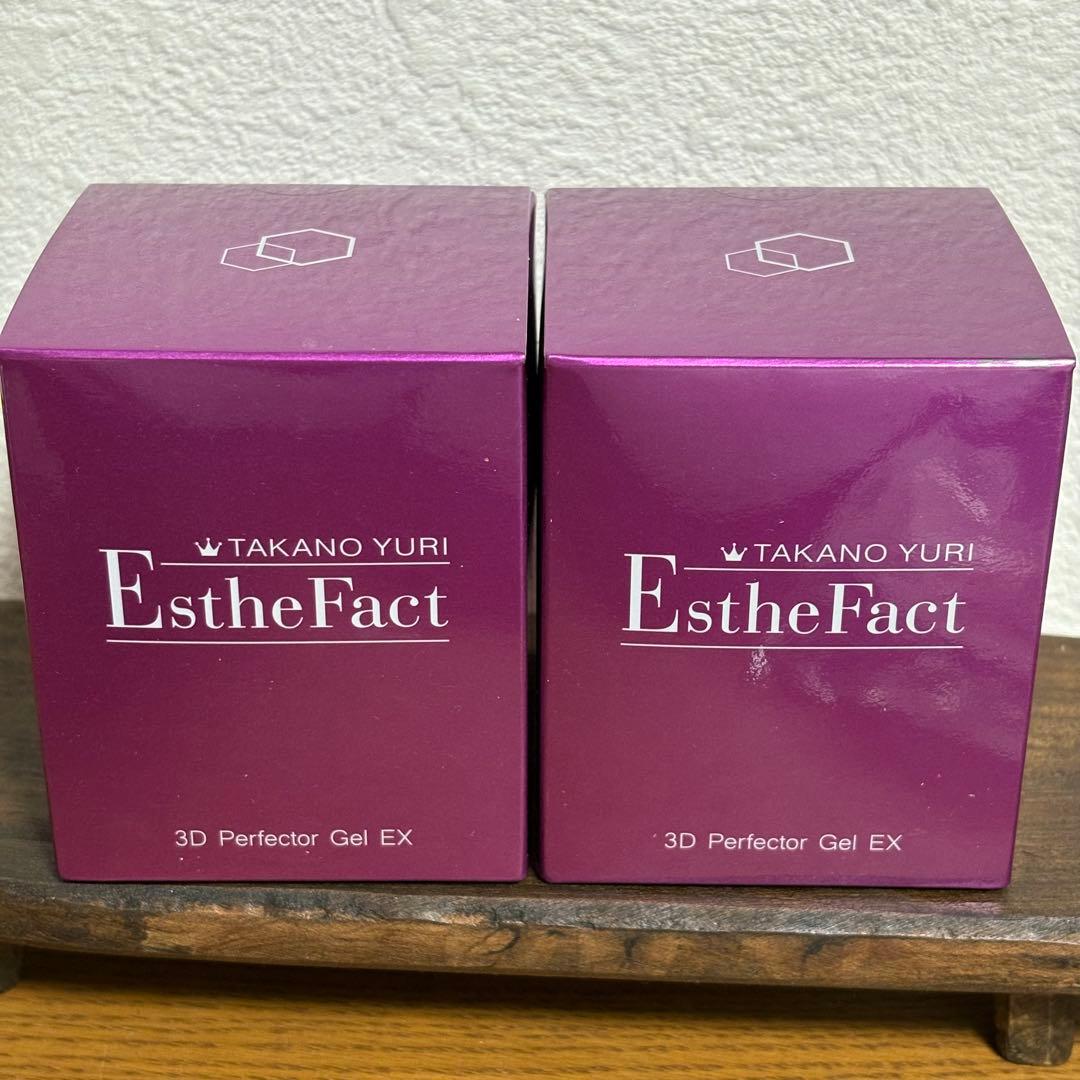 TAKANO YURI
EstheFact
3D Perfector Gel EX
TAKANO YURI
EstheFact
3D Perfector Gel EX